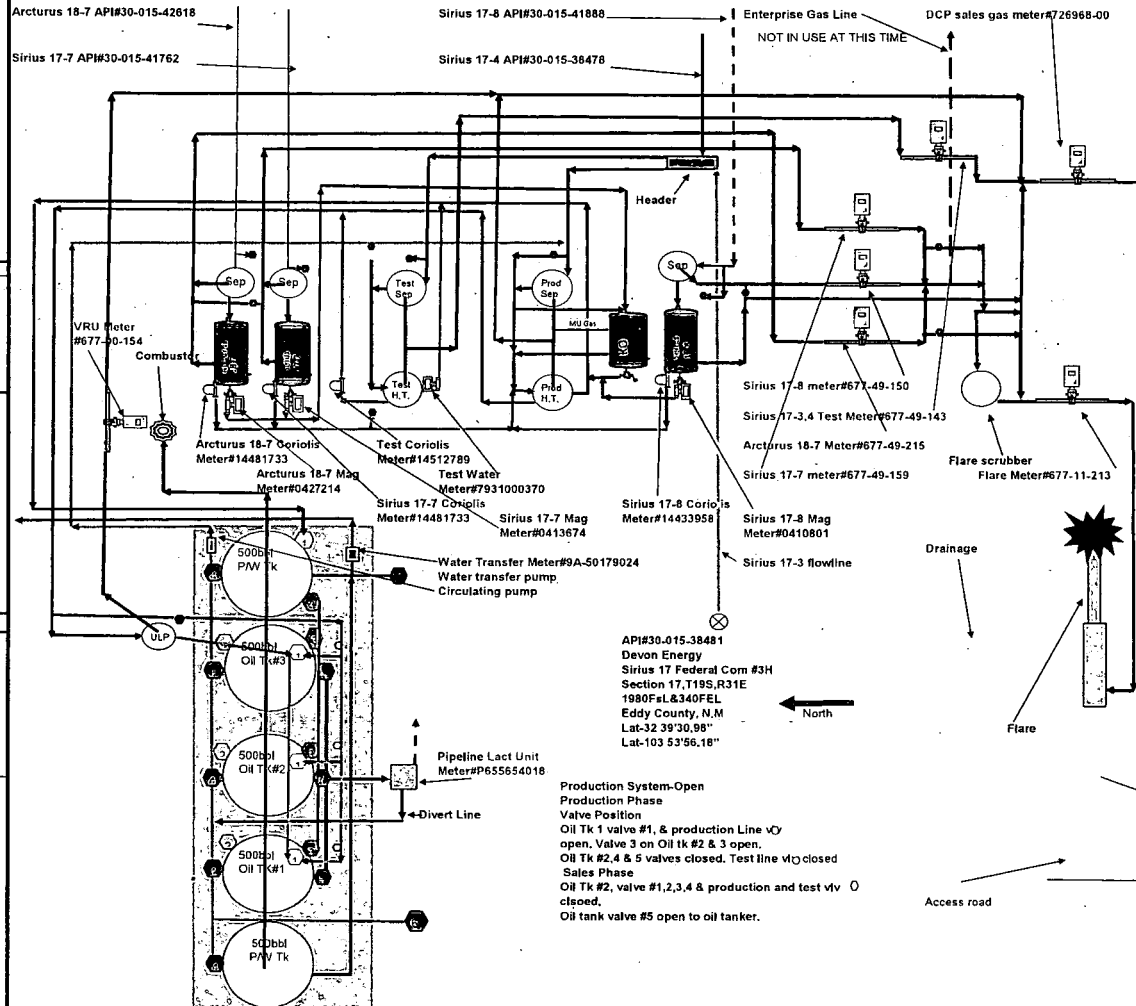 Arcturus 18-7 API#30-015-42618
Sirius 17-8 API#30-015-41888
Enterprise Gas Line
DCP sales gas meter#726968-00
NOT IN USE AT THIS TIME
Sirius 17-7 API#30-015-41762
Sirius 17-4 API#30-015-38478
Header
Sep
Sep
Test
Sep
Prod
Sep
Sep
MU Gas
VRU Meter
#677-00-154
Combustor
Test
H.T.
Prod
H.T.
Sirius 17-8 meter#677-49-150
Sirius 17-3,4 Test Meter#677-49-143
Arcturus 18-7 Meter#677-49-215
Sirius 17-7 meter#677-49-159
Flare scrubber
Flare Meter#677-11-213
Arcturus 18-7 Coriolis
Meter#14481733
Arcturus 18-7 Mag
Meter#0427214
Test Coriolis
Meter#14512789
Test Water
Meter#7931000370
Sirius 17-7 Coriolis
Meter#14481733
Sirius 17-7 Mag
Meter#0413674
Sirius 17-8 Coriolis
Meter#14433958
Sirius 17-8 Mag
Meter#0410801
Sirius 17-3 flowline
Drainage
500bbl
P/W Tk
1
Water Transfer Meter#9A-50179024
Water transfer pump
Circulating pump
ULP
500bbl
Oil Tk#3
1
API#30-015-38481
Devon Energy
Sirius 17 Federal Com #3H
Section 17,T19S,R31E
1980FsL&340FEL
Eddy County, N.M
Lat-32 39'30.98"
Lat-103 53'56.18"
North
Flare
500bbl
Oil TK#2
2
1
Pipeline Lact Unit
Meter#P655654018
Divert Line
500bbl
Oil TK#1
2
1
Production System-Open
Production Phase
Valve Position
Oil Tk 1 valve #1, & production Line vlv
open. Valve 3 on Oil tk #2 & 3 open.
Oil Tk #2,4 & 5 valves closed. Test line vlv closed
Sales Phase
Oil Tk #2, valve #1,2,3,4 & production and test vlv
clsoed.
Oil tank valve #5 open to oil tanker.
Access road
500bbl
P/W Tk